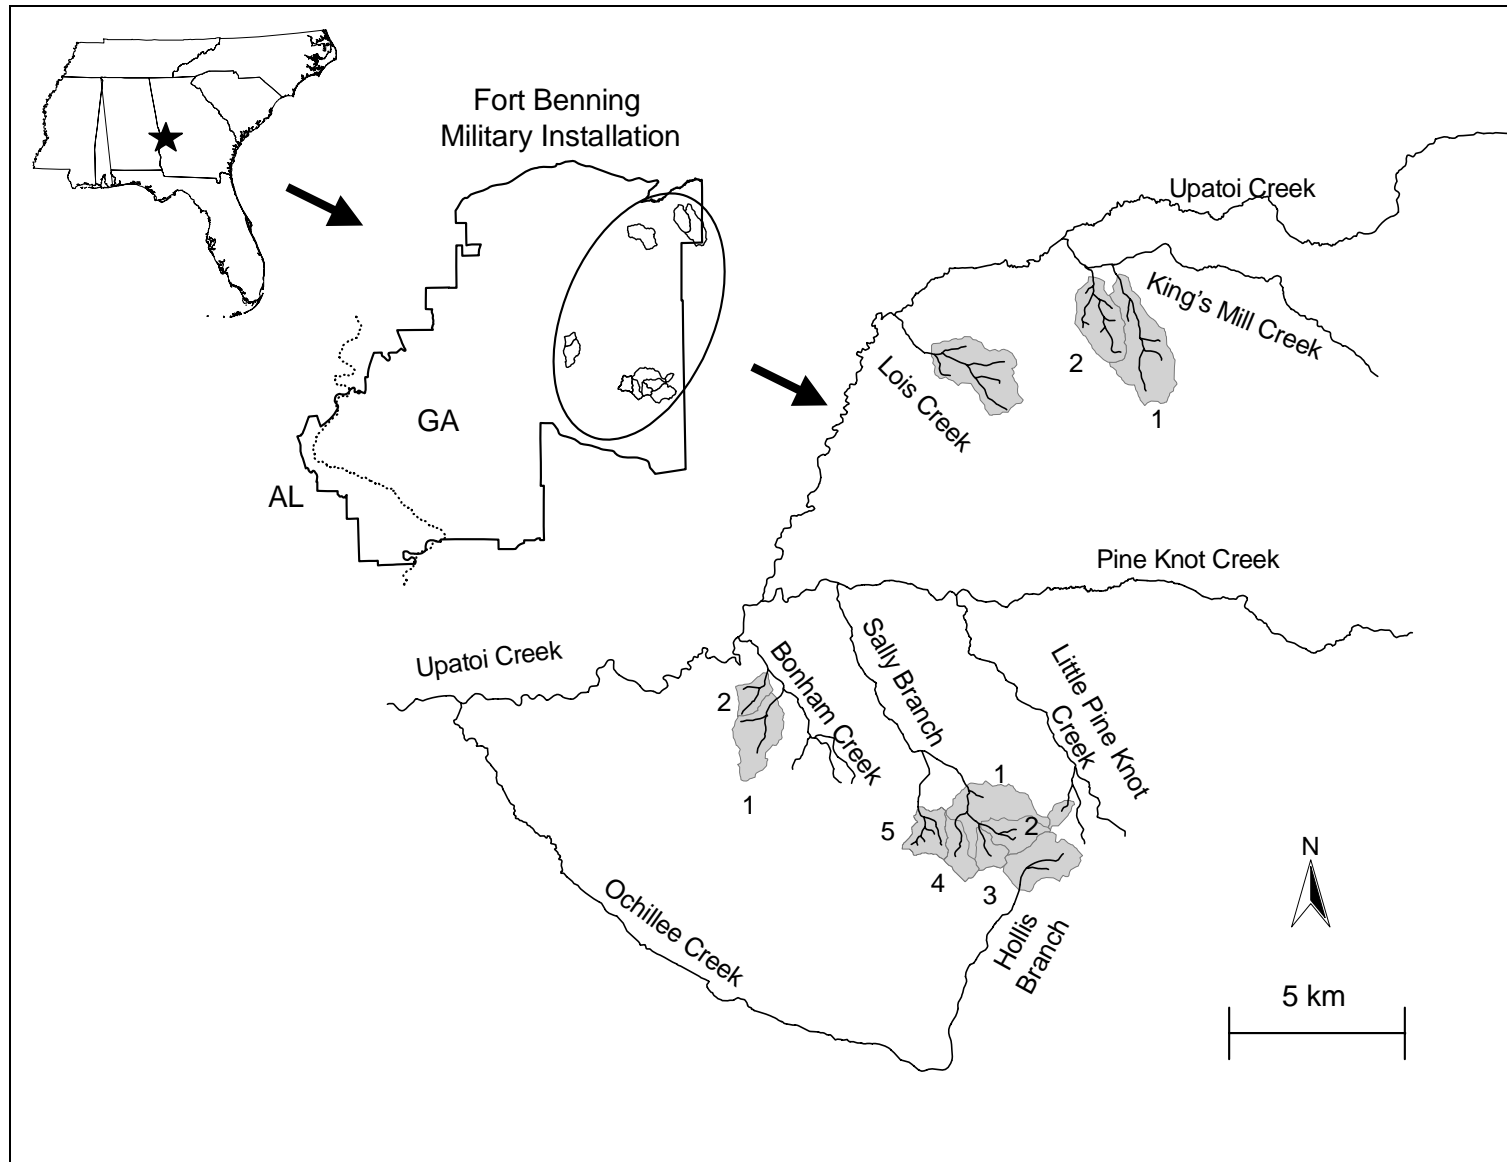 Fort Benning
Military Installation
GA
AL
Upatoi Creek
King's Mill Creek
2
1
Lois Creek
Pine Knot Creek
Upatoi Creek
Bonham Creek
2
1
Sally Branch
Little Pine Knot
Creek
1
2
5
4
3
Hollis
Branch
Ochillee Creek
N
5 km